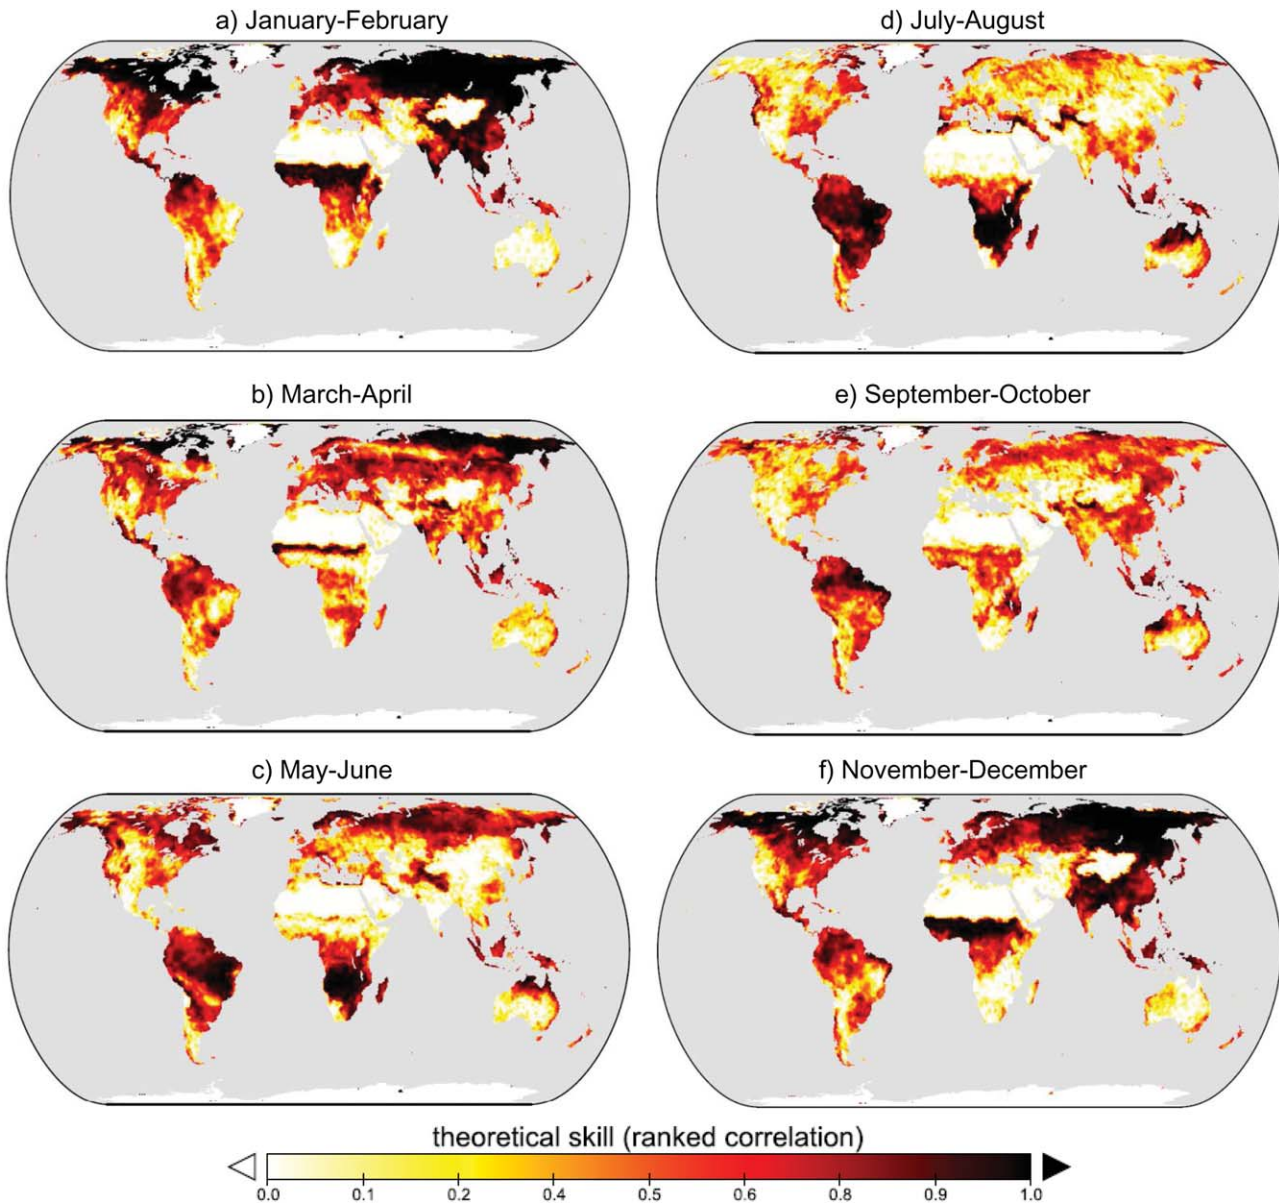 a) January-February
d) July-August
b) March-April
e) September-October
c) May-June
f) November-December
theoretical skill (ranked correlation)
0.0 0.1 0.2 0.4 0.5 0.6 0.8 0.9 1.0